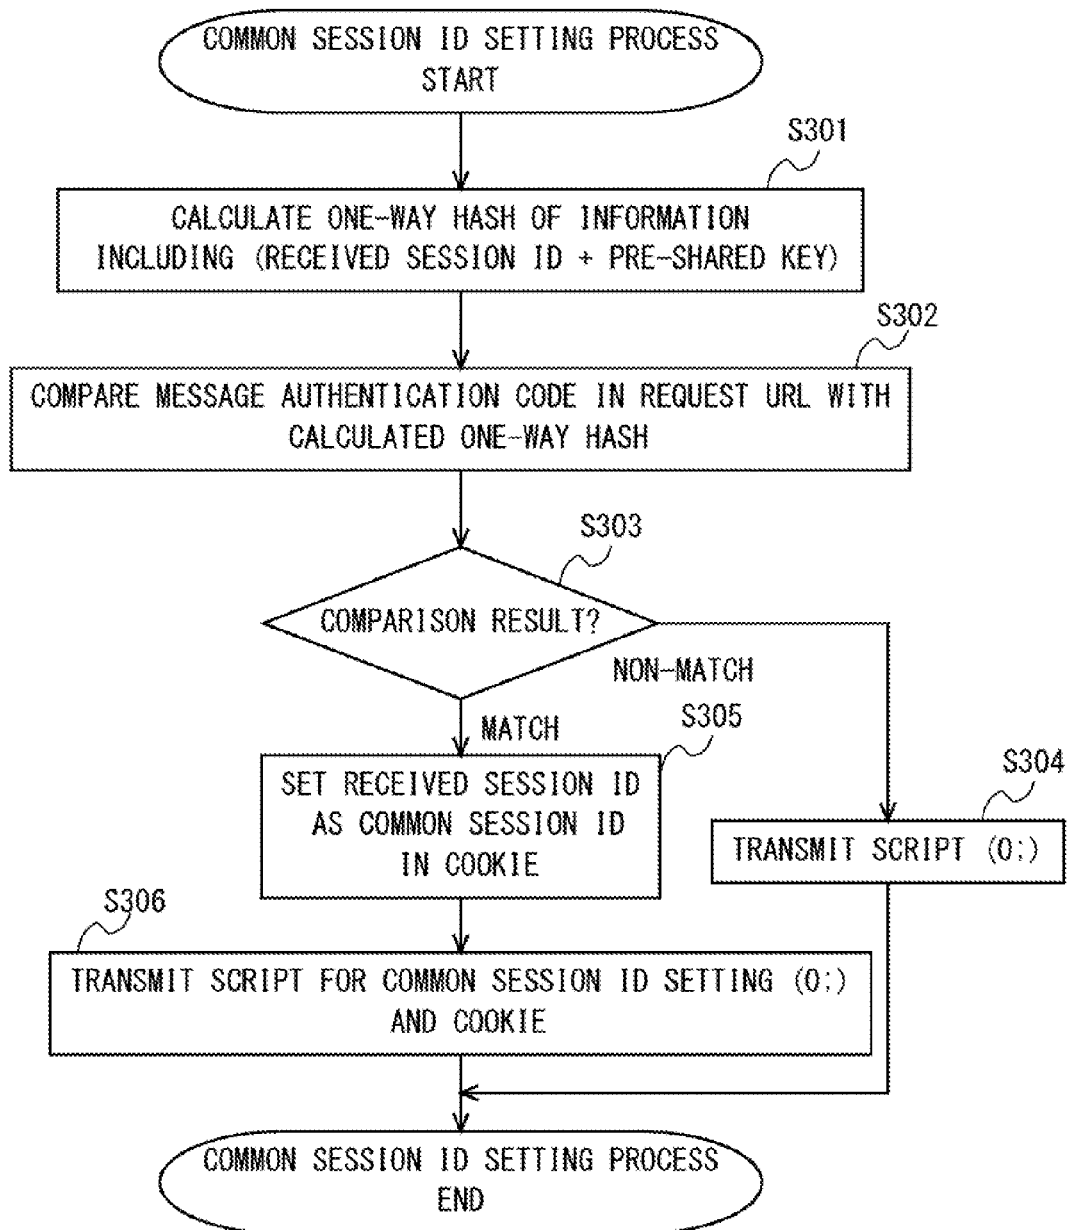 COMMON SESSION ID SETTING PROCESS
START
S301
CALCULATE ONE-WAY HASH OF INFORMATION
INCLUDING (RECEIVED SESSION ID + PRE-SHARED KEY)
S302
COMPARE MESSAGE AUTHENTICATION CODE IN REQUEST URL WITH
CALCULATED ONE-WAY HASH
S303
COMPARISON RESULT?
NON-MATCH
MATCH
S305
SET RECEIVED SESSION ID
AS COMMON SESSION ID
IN COOKIE
S304
TRANSMIT SCRIPT (0;)
S306
TRANSMIT SCRIPT FOR COMMON SESSION ID SETTING (0;)
AND COOKIE
COMMON SESSION ID SETTING PROCESS
END